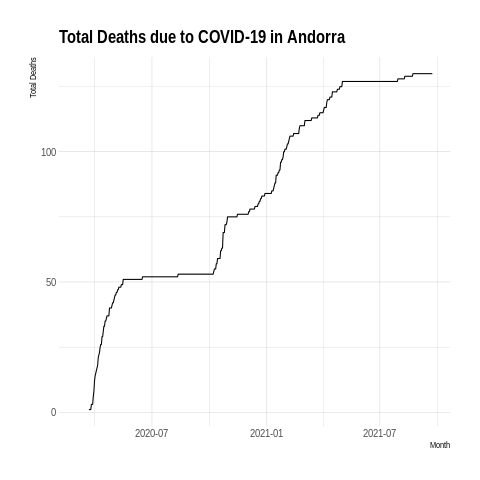 Total Deaths due to COVID-19 in Andorra
Total Deaths
100
50
0
2020-07 2021-01 2021-07
Month